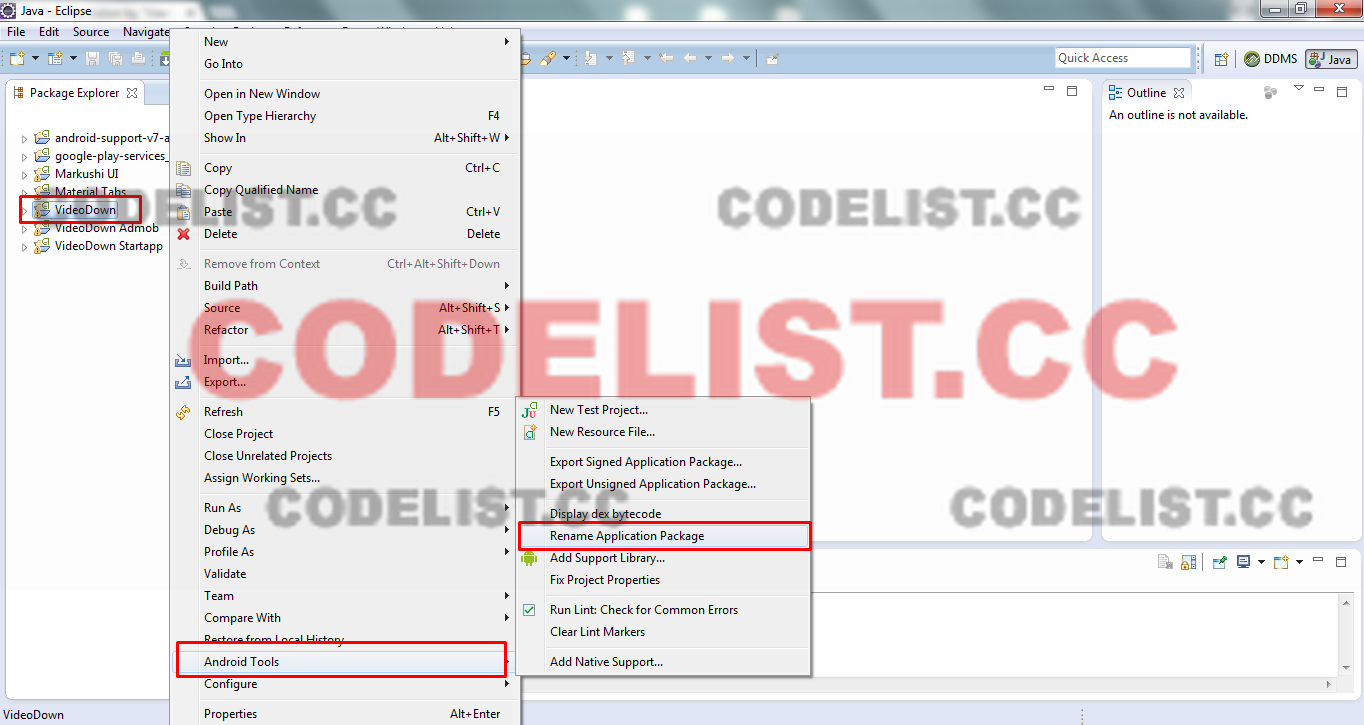 Java - Eclipse
File Edit Source Navigate
Quick Access
DDMS
Java
Package Explorer
Outline
An outline is not available.
android-support-v7-a
google-play-services_
Markushi UI
Material Tabs
VideoDown
VideoDown Admob
VideoDown Startapp
New
Go Into
Open in New Window
Open Type Hierarchy F4
Show In Alt+Shift+W
Copy Ctrl+C
Copy Qualified Name
Paste Ctrl+V
Delete Delete
Remove from Context Ctrl+Alt+Shift+Down
Build Path
Source Alt+Shift+S
Refactor Alt+Shift+T
Import...
Export...
Refresh F5
Close Project
Close Unrelated Projects
Assign Working Sets...
Run As
Debug As
Profile As
Validate
Team
Compare With
Restore from Local History...
Android Tools
Configure
Properties Alt+Enter
New Test Project...
New Resource File...
Export Signed Application Package...
Export Unsigned Application Package...
Display dex bytecode
Rename Application Package
Add Support Library...
Fix Project Properties
Run Lint: Check for Common Errors
Clear Lint Markers
Add Native Support...
CODELIST.CC
CODELIST.CC
CODELIST.CC
CODELIST.CC
CODELIST.CC
VideoDown